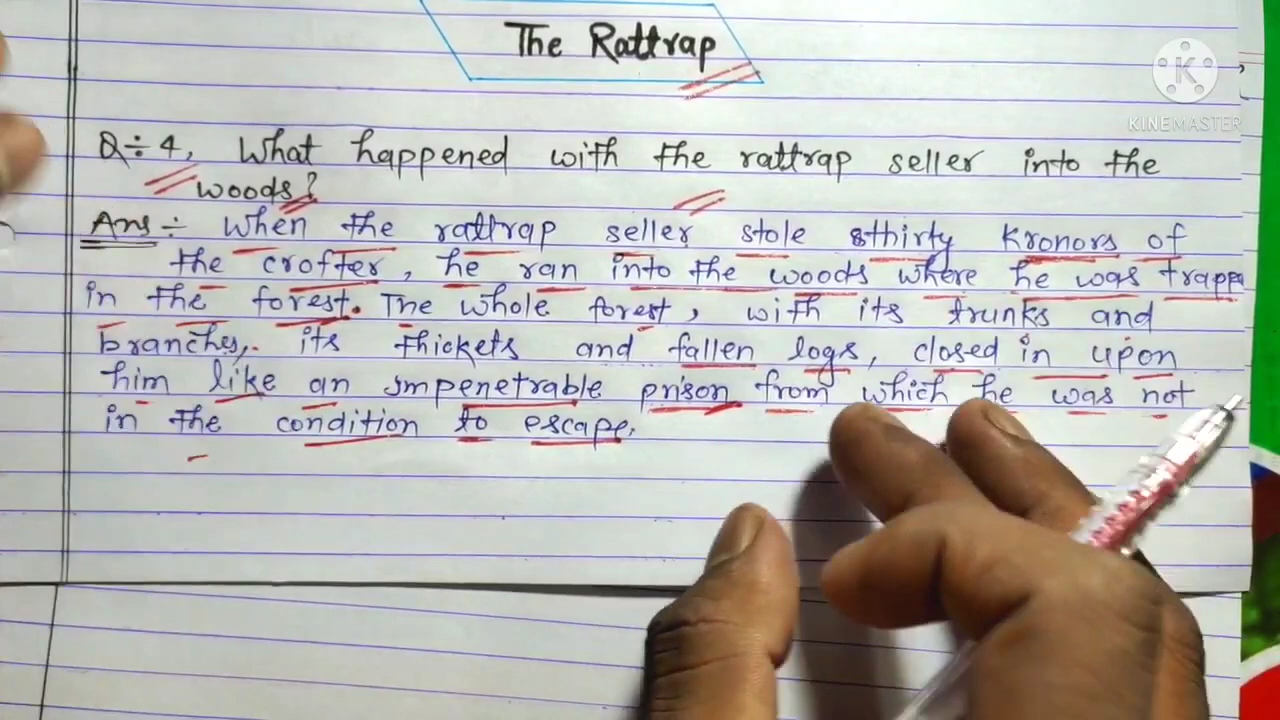 The Rattrap
KINEMASTER
Q÷4, What happened with the rattrap seller into the
woods?
Ans÷ When the rattrap seller stole thirty Kronors of
the crofter, he ran into the woods where he was trappe
in the forest. The whole forest, with its trunks and
branches, its thickets and fallen logs, closed in upon
him like an impenetrable prison from which he was not
in the condition to escape.